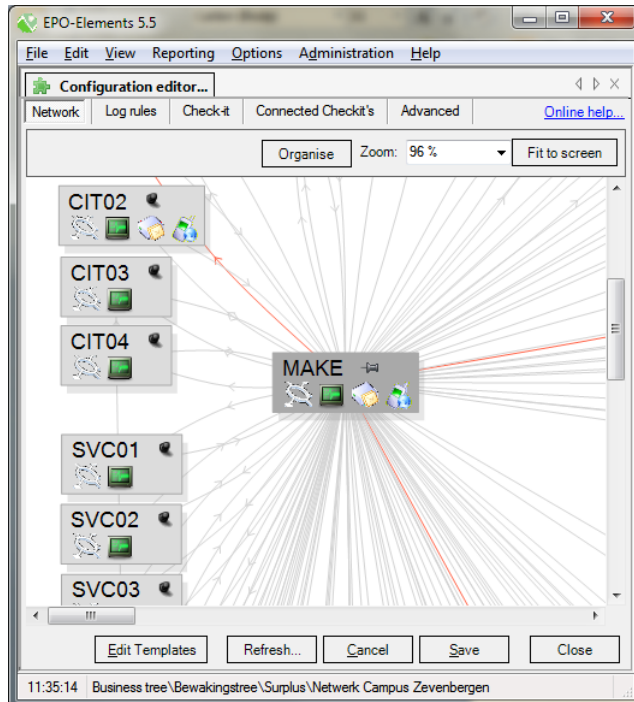 EPO-Elements 5.5
File Edit View Reporting Options Administration Help
Configuration editor...
Network Log rules Check-it Connected Checkit's Advanced Online help...
Organise Zoom: 96 % Fit to screen
CIT02
CIT03
CIT04
MAKE
SVC01
SVC02
SVC03
Edit Templates Refresh... Cancel Save Close
11:35:14 Business tree\Bewakingstree\Surplus\Netwerk Campus Zevenbergen